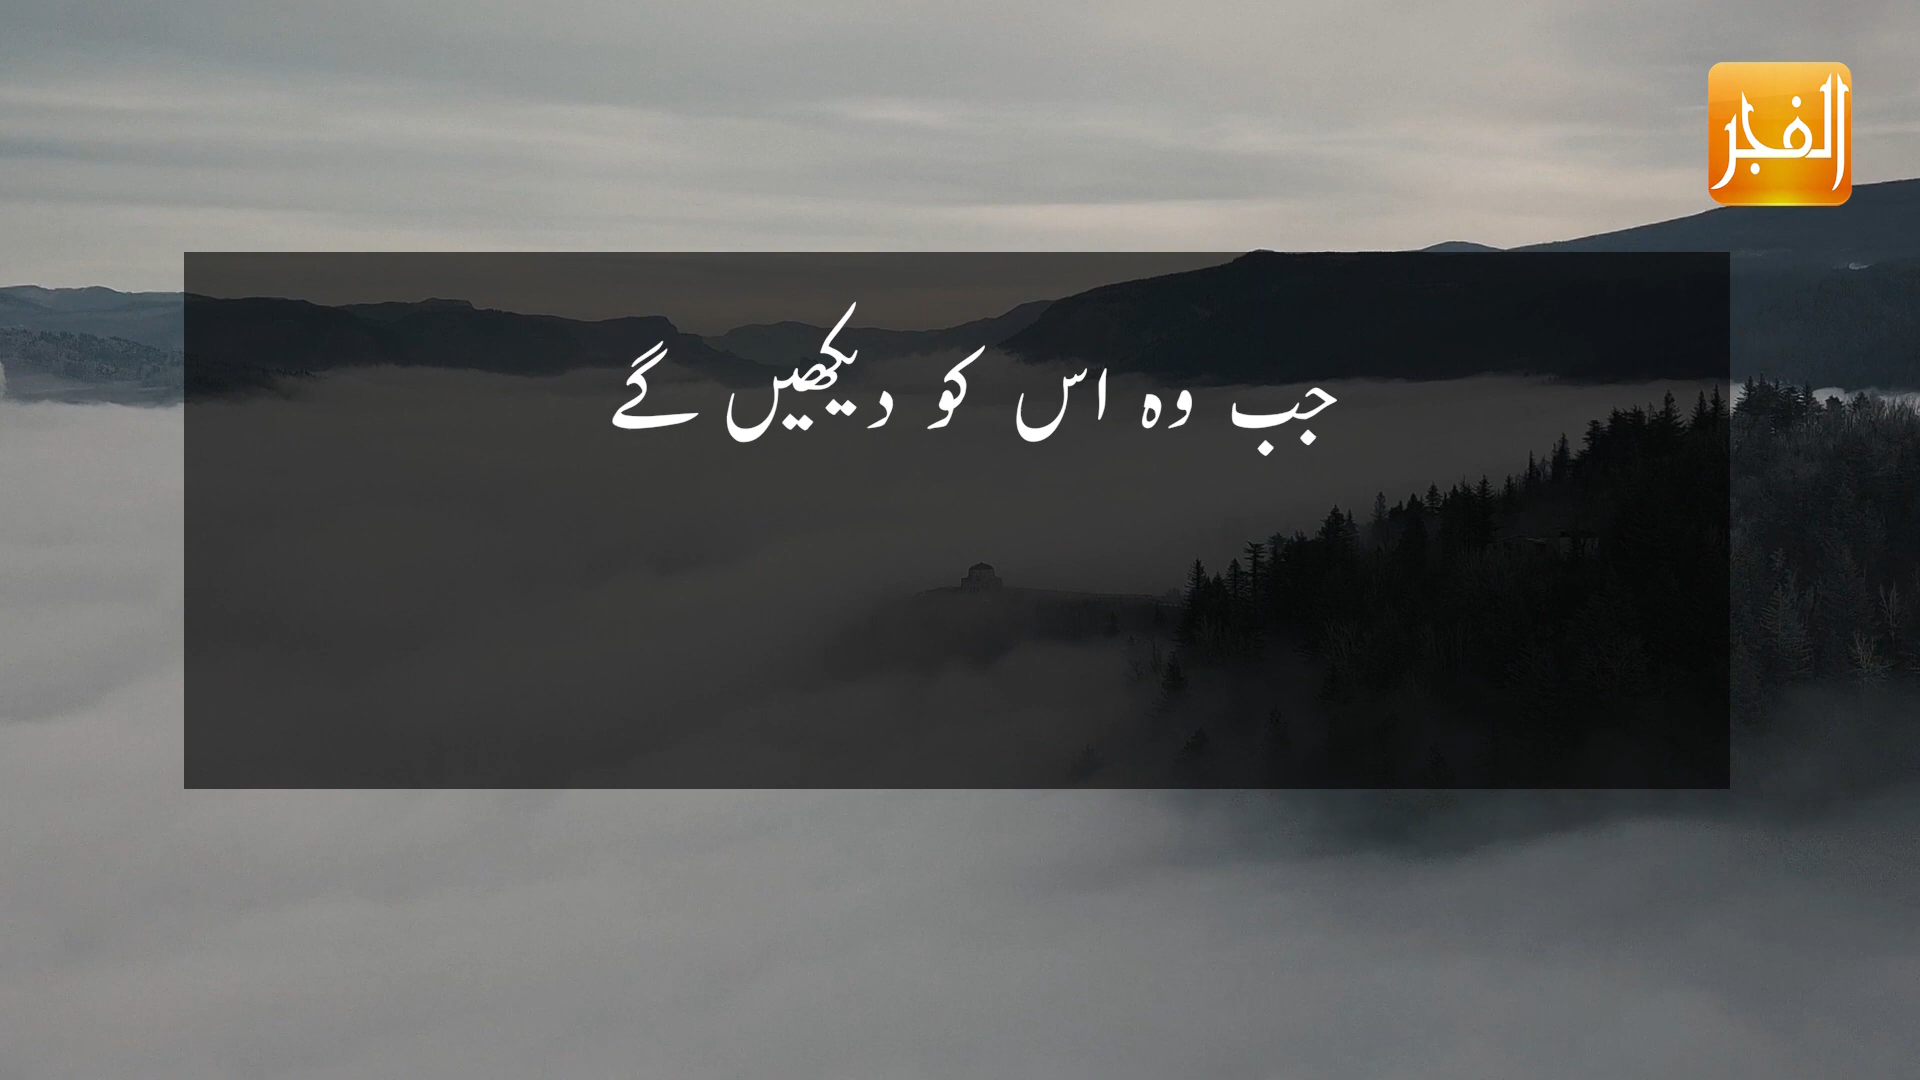 الفجر
جب وہ اس کو دیکھیں گے